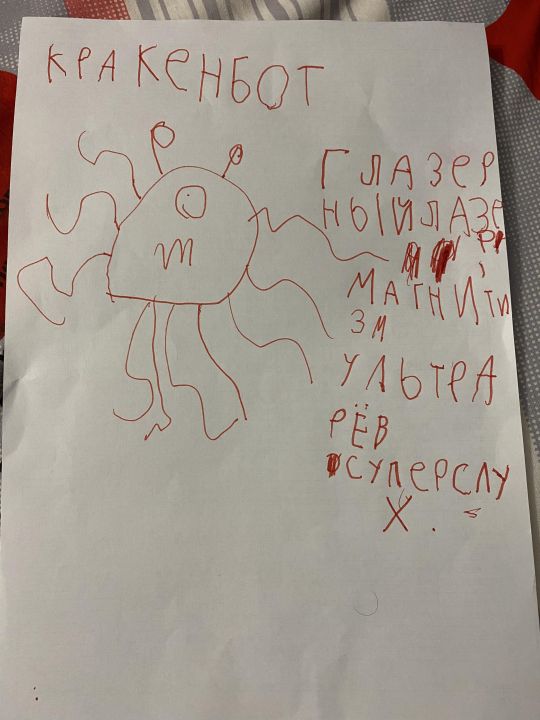 КРАКЕНБОТ
ГЛАЗЕР
НЫЙЛАЗЕ
Р,
МАГНИТИ
ЗМ
УЛЬТРА
РЁВ
СУПЕРСЛУ
Х.